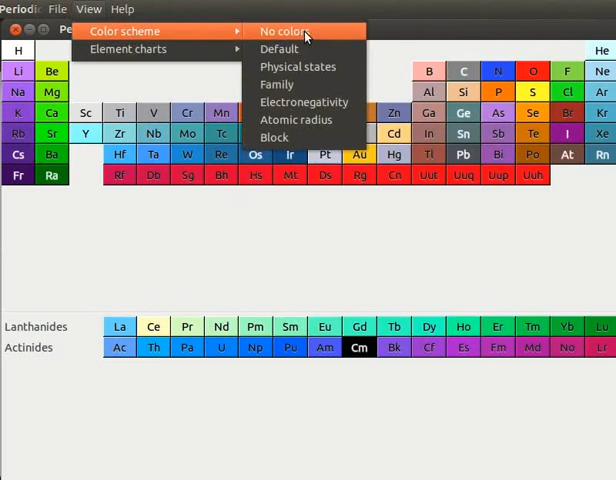 Periodic File View Help
Pe
Color scheme
Element charts
No colors
Default
Physical states
Family
Electronegativity
Atomic radius
Block
H He
Li Be B C N O F Ne
Na Mg Al Si P S Cl Ar
K Ca Sc Ti V C Zn Ga Ge As Se Br Kr
Rb Sr Y Zr Nb Mo Tc Cd In Sn Sb Te I Xe
Cs Ba Hf Ta W Re Os Ir Pt Au Hg Tl Pb Bi Po At Rn
Fr Ra Rf Db Sg Bh Hs Mt Ds Rg Cn Uut Uuq Uup Uuh
Lanthanides La Ce Pr Nd Pm Sm Eu Gd Tb Dy Ho Er Tm Yb Lu
Actinides Ac Th Pa U Np Pu Am Cm Bk Cf Es Fm Md No Lr